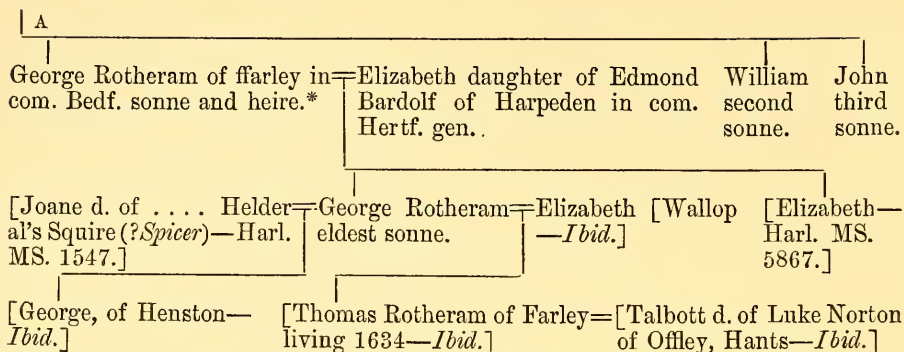 A
George Rotheram of ffarley in=Elizabeth daughter of Edmond William John
com. Bedf. sonne and heire.* Bardolf of Harpeden in com. second third
Hertf. gen.. sonne. sonne.
[Joane d. of .... Helder=George Rotheram=Elizabeth [Wallop [Elizabeth—
al's Squire (?Spicer)—Harl. eldest sonne. —Ibid.] Harl. MS.
MS. 1547.] 5867.]
[George, of Henston— [Thomas Rotheram of Farley=[Talbott d. of Luke Norton
Ibid.] living 1634—Ibid.] of Offley, Hants—Ibid.]